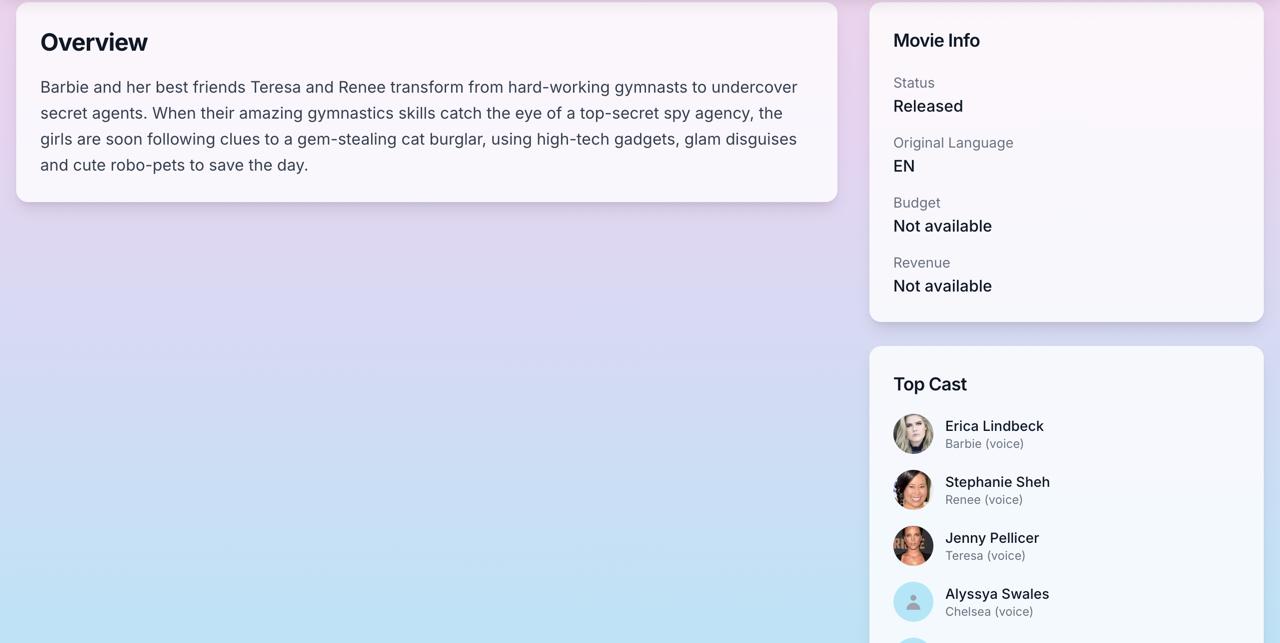 Overview
Barbie and her best friends Teresa and Renee transform from hard-working gymnasts to undercover
secret agents. When their amazing gymnastics skills catch the eye of a top-secret spy agency, the
girls are soon following clues to a gem-stealing cat burglar, using high-tech gadgets, glam disguises
and cute robo-pets to save the day.
Movie Info
Status
Released
Original Language
EN
Budget
Not available
Revenue
Not available
Top Cast
Erica Lindbeck
Barbie (voice)
Stephanie Sheh
Renee (voice)
Jenny Pellicer
Teresa (voice)
Alyssya Swales
Chelsea (voice)